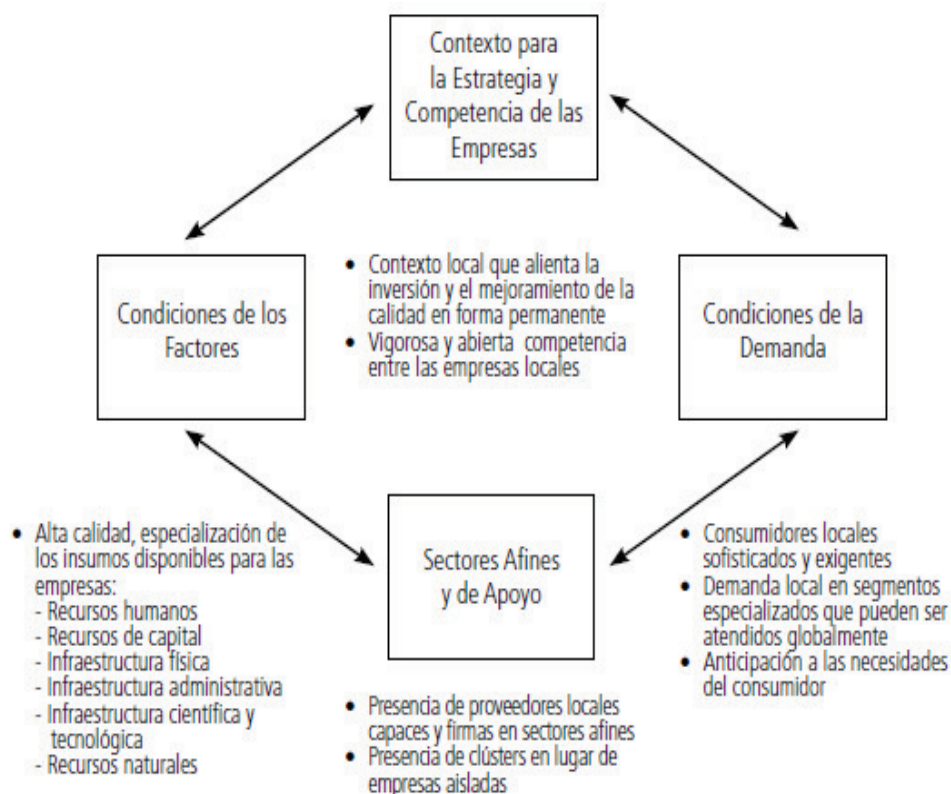 Contexto para
la Estrategia y
Competencia de las
Empresas
Condiciones de los
Factores
• Contexto local que alienta la
inversión y el mejoramiento de la
calidad en forma permanente
• Vigorosa y abierta competencia
entre las empresas locales
Condiciones de la
Demanda
• Alta calidad, especialización de
los insumos disponibles para las
empresas:
- Recursos humanos
- Recursos de capital
- Infraestructura física
- Infraestructura administrativa
- Infraestructura científica y
tecnológica
- Recursos naturales
Sectores Afines
y de Apoyo
• Presencia de proveedores locales
capaces y firmas en sectores afines
• Presencia de clústers en lugar de
empresas aisladas
• Consumidores locales
sofisticados y exigentes
• Demanda local en segmentos
especializados que pueden ser
atendidos globalmente
• Anticipación a las necesidades
del consumidor